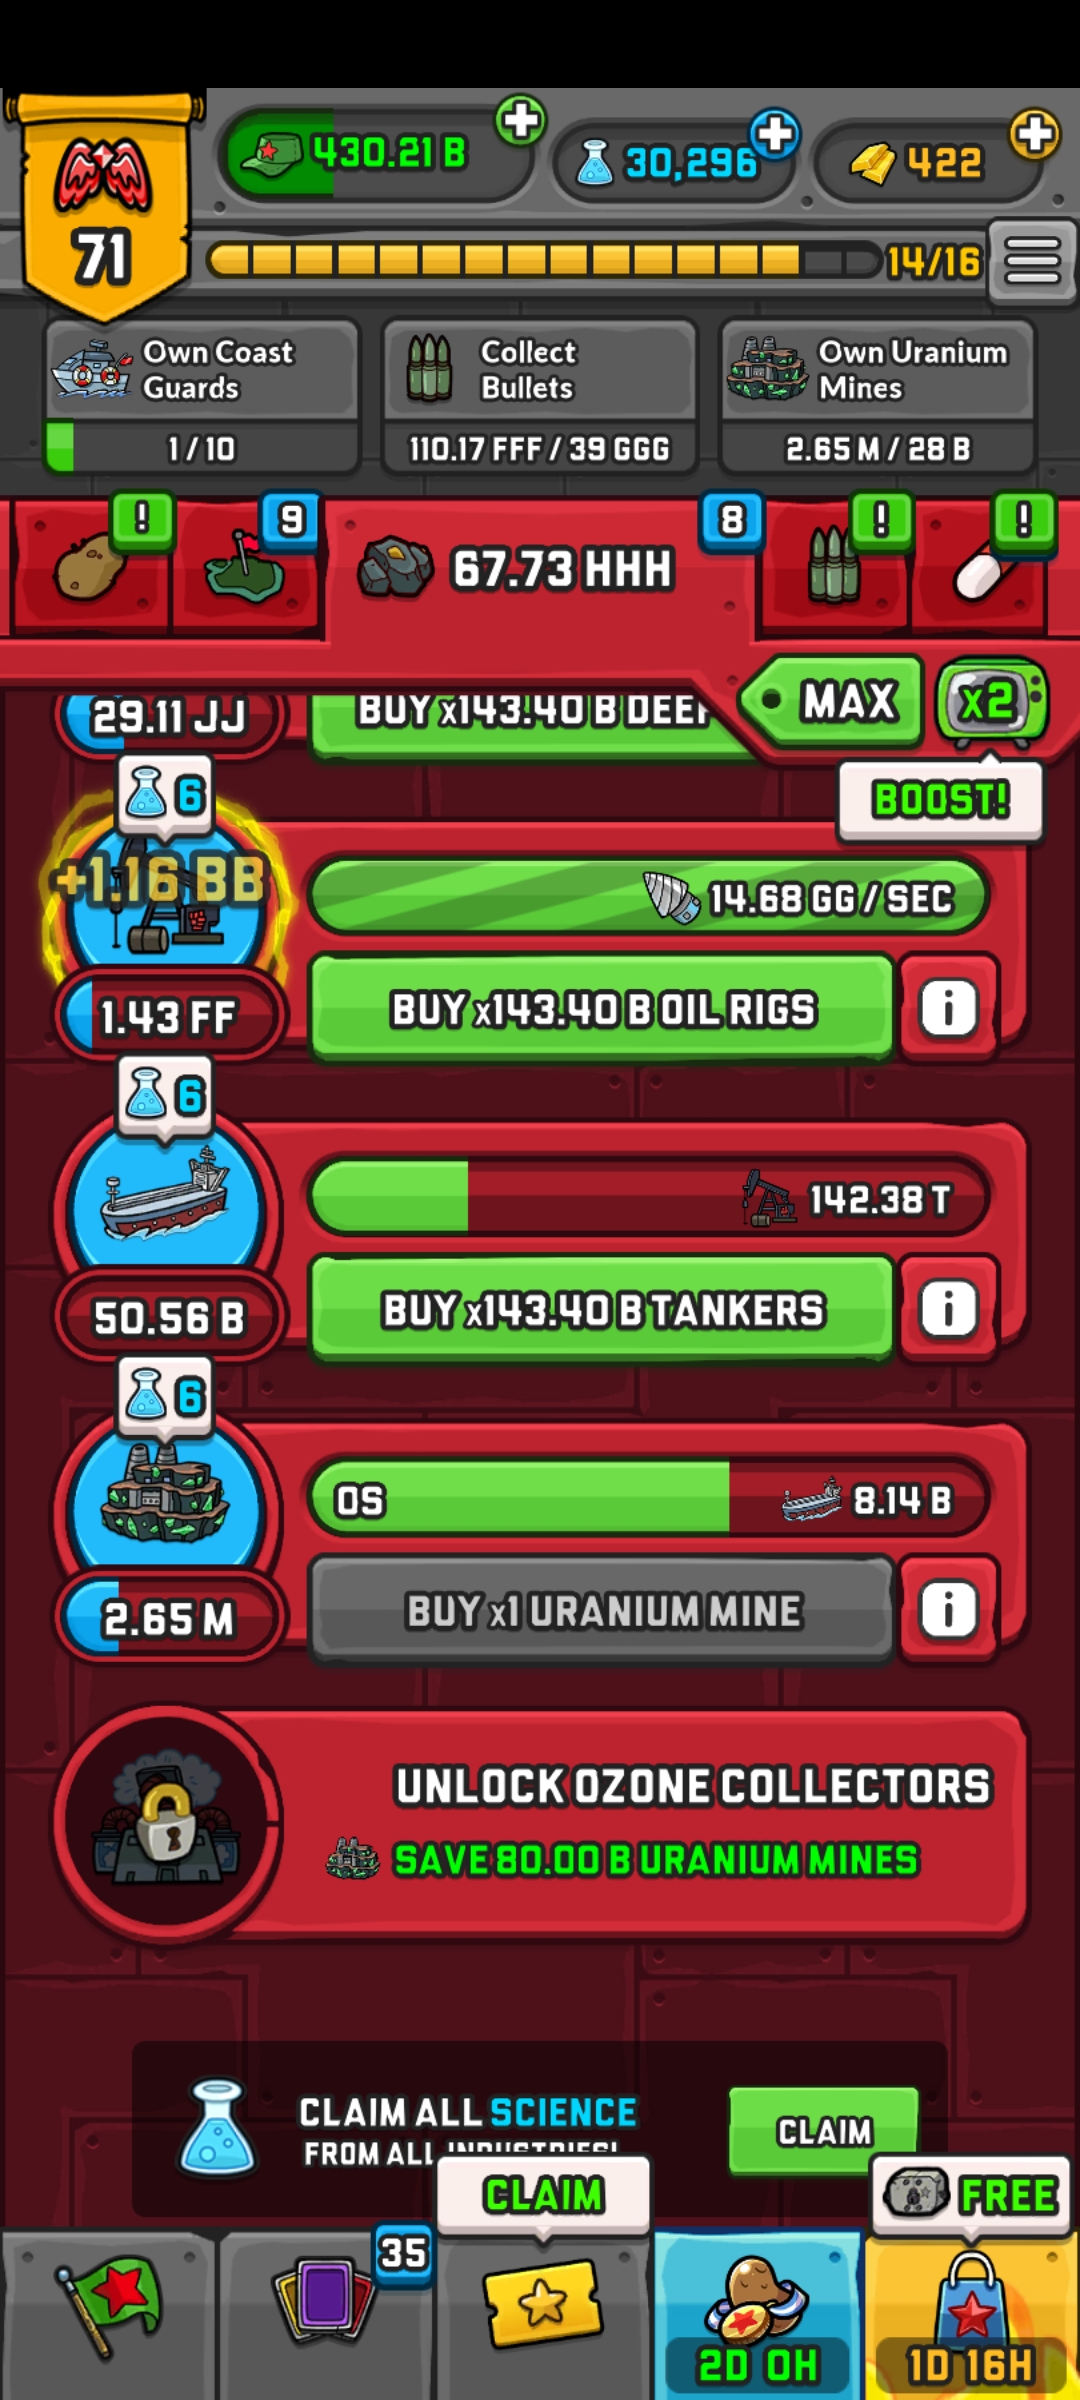 430.21 B
30,296
422
71
14/16
Own Coast
Guards
1/10
Collect
Bullets
110.17 FFF / 39 GGG
Own Uranium
Mines
2.65 M / 28 B
!
9
67.73 HHH
8
!
!
MAX
x2
BOOST!
29.11 JJ
BUY x143.40 B DEEP
6
+1.16 BB
14.68 GG / SEC
1.43 FF
BUY x143.40 B OIL RIGS
i
6
142.38 T
50.56 B
BUY x143.40 B TANKERS
i
6
0S
8.14 B
2.65 M
BUY x1 URANIUM MINE
i
UNLOCK OZONE COLLECTORS
SAVE 80.00 B URANIUM MINES
CLAIM ALL SCIENCE
FROM ALL INDUSTRIES!
CLAIM
CLAIM
FREE
35
2D 0H
1D 16H